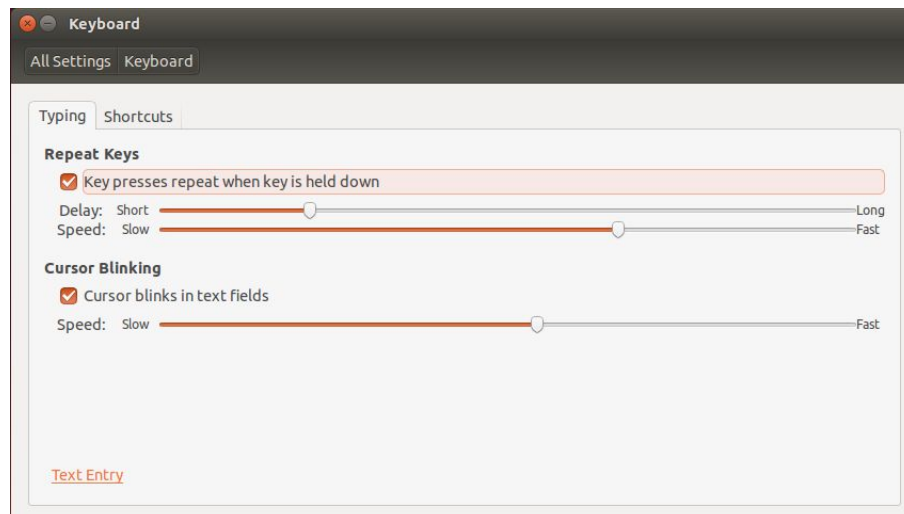 Keyboard
All Settings Keyboard
Typing Shortcuts
Repeat Keys
Key presses repeat when key is held down
Delay: Short Long
Speed: Slow Fast
Cursor Blinking
Cursor blinks in text fields
Speed: Slow Fast
Text Entry